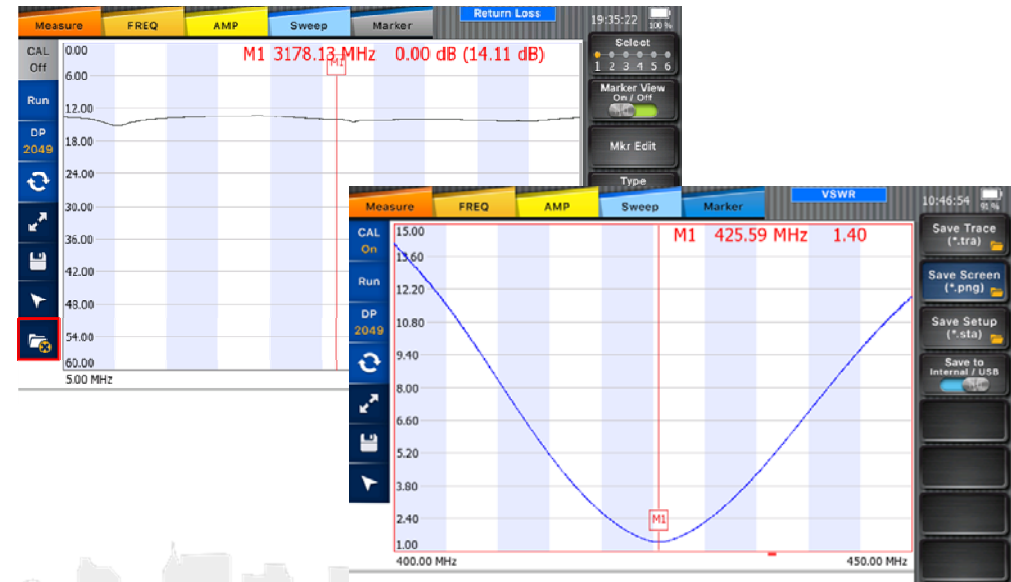 Return Loss
19:35:22
100 %
Measure FREQ AMP Sweep Marker
CAL
Off
Run
DP
2049
M1 3178.13 MHz 0.00 dB (14.11 dB)
M1
0.00
6.00
12.00
18.00
24.00
30.00
36.00
42.00
48.00
54.00
60.00
5.00 MHz
Select
1 2 3 4 5 6
Marker View
On / Off
Mkr Edit
Type
VSWR
10:46:54
91 %
Measure FREQ AMP Sweep Marker
CAL
On
Run
DP
2049
M1 425.59 MHz 1.40
15.00
13.60
12.20
10.80
9.40
8.00
6.60
5.20
3.80
2.40
1.00
M1
400.00 MHz 450.00 MHz
Save Trace
(*.tra)
Save Screen
(*.png)
Save Setup
(*.sta)
Save to
Internal / USB